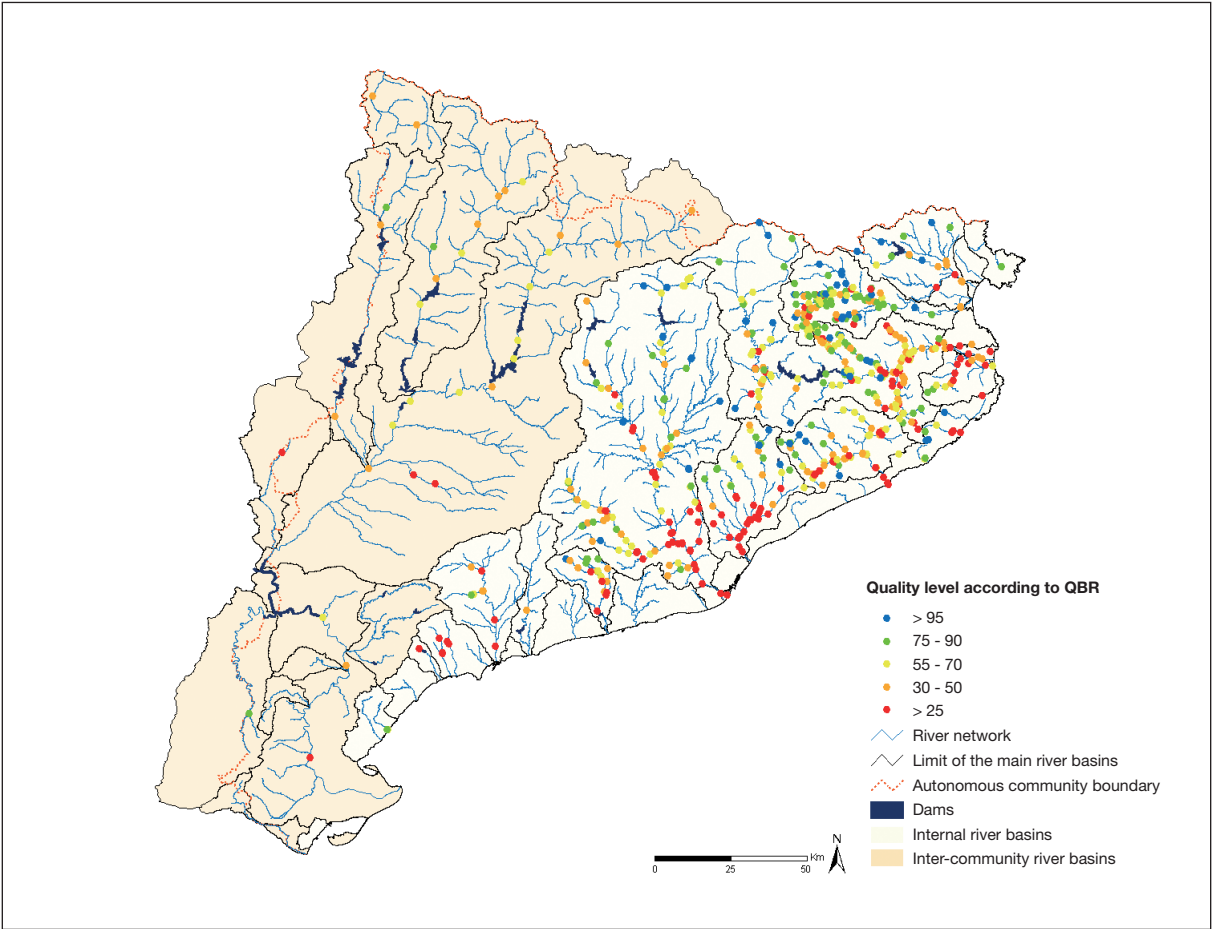 Quality level according to QBR
> 95
75 - 90
55 - 70
30 - 50
> 25
River network
Limit of the main river basins
Autonomous community boundary
Dams
Internal river basins
Inter-community river basins
N
Km
0 25 50